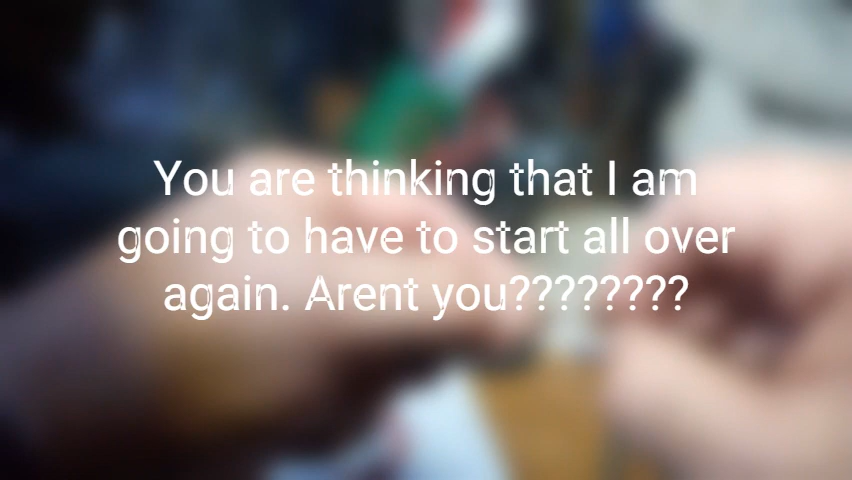 You are thinking that I am
going to have to start all over
again. Arent you????????